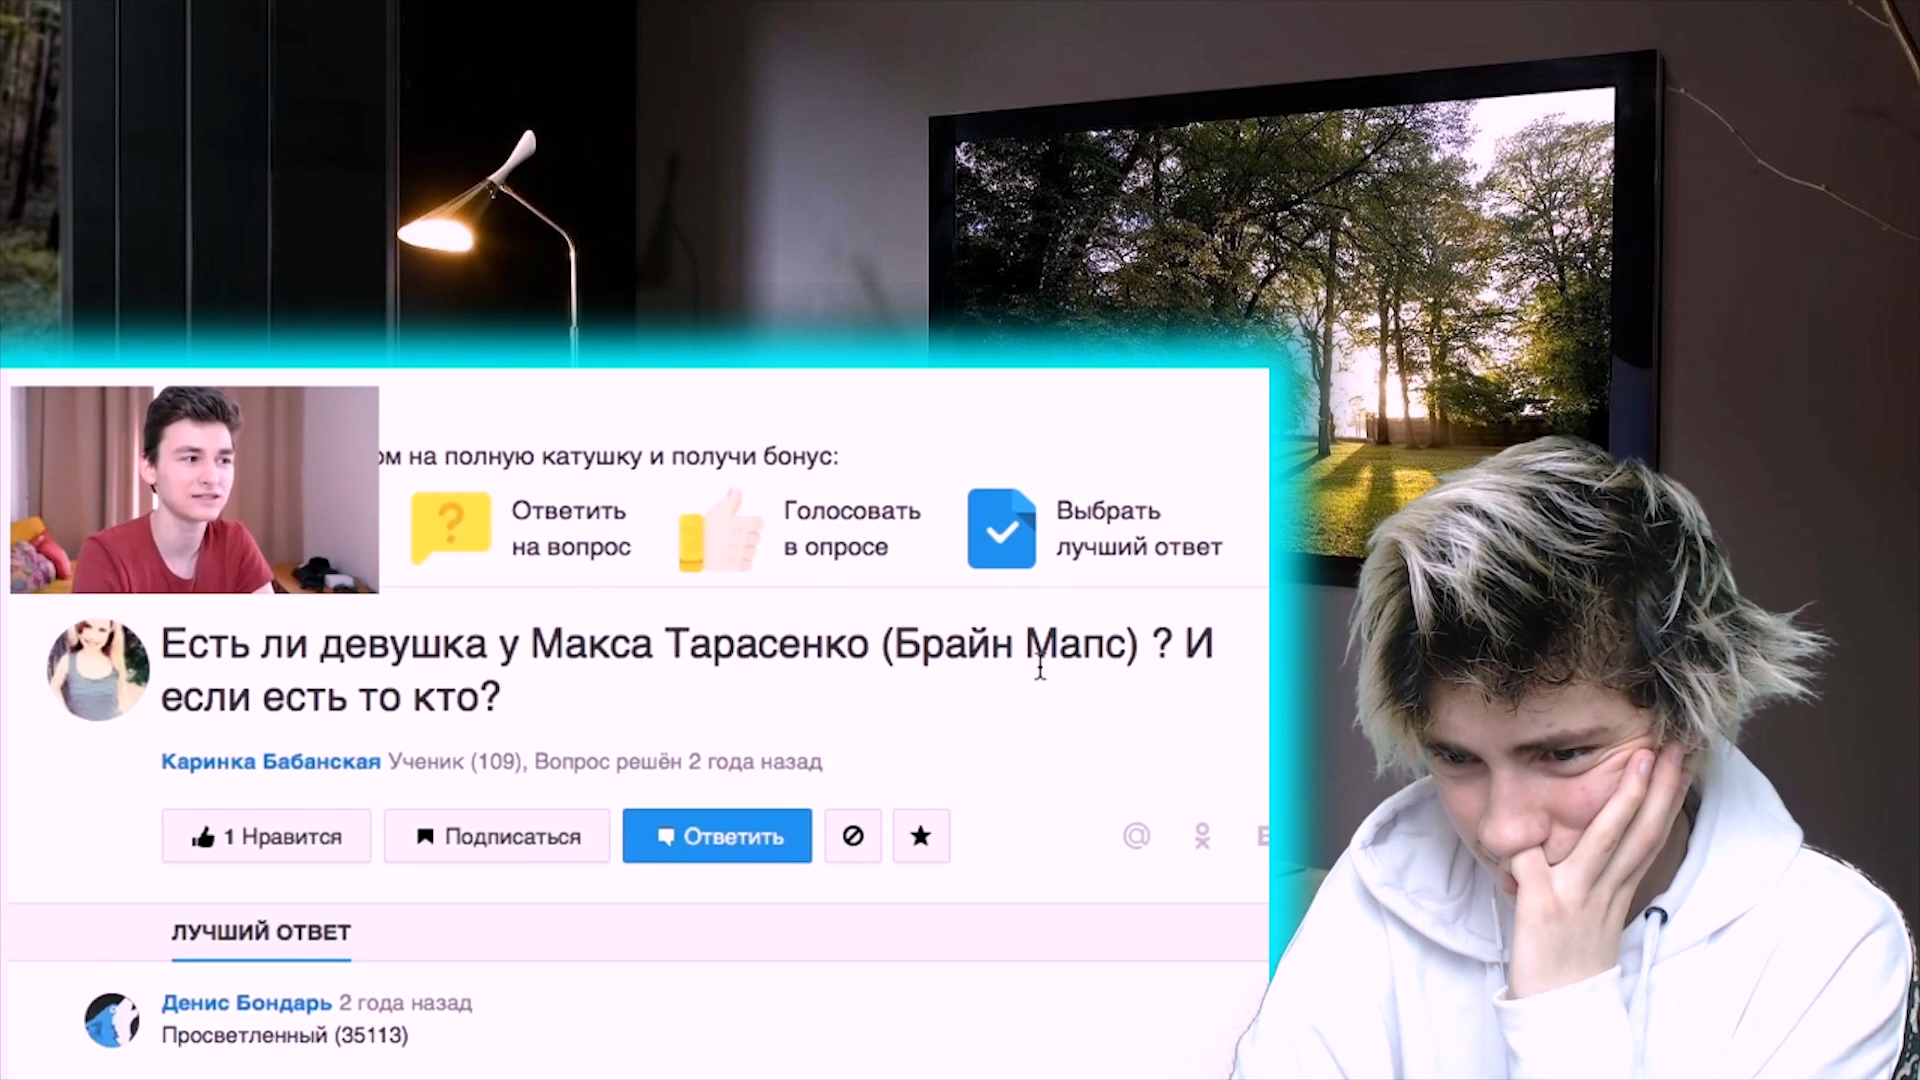 ом на полную катушку и получи бонус:
Ответить
на вопрос
Голосовать
в опросе
Выбрать
лучший ответ
Есть ли девушка у Макса Тарасенко (Брайн Мапс) ? И
если есть то кто?
Каринка Бабанская Ученик (109), Вопрос решён 2 года назад
1 Нравится
Подписаться
Ответить
ЛУЧШИЙ ОТВЕТ
Денис Бондарь 2 года назад
Просветленный (35113)